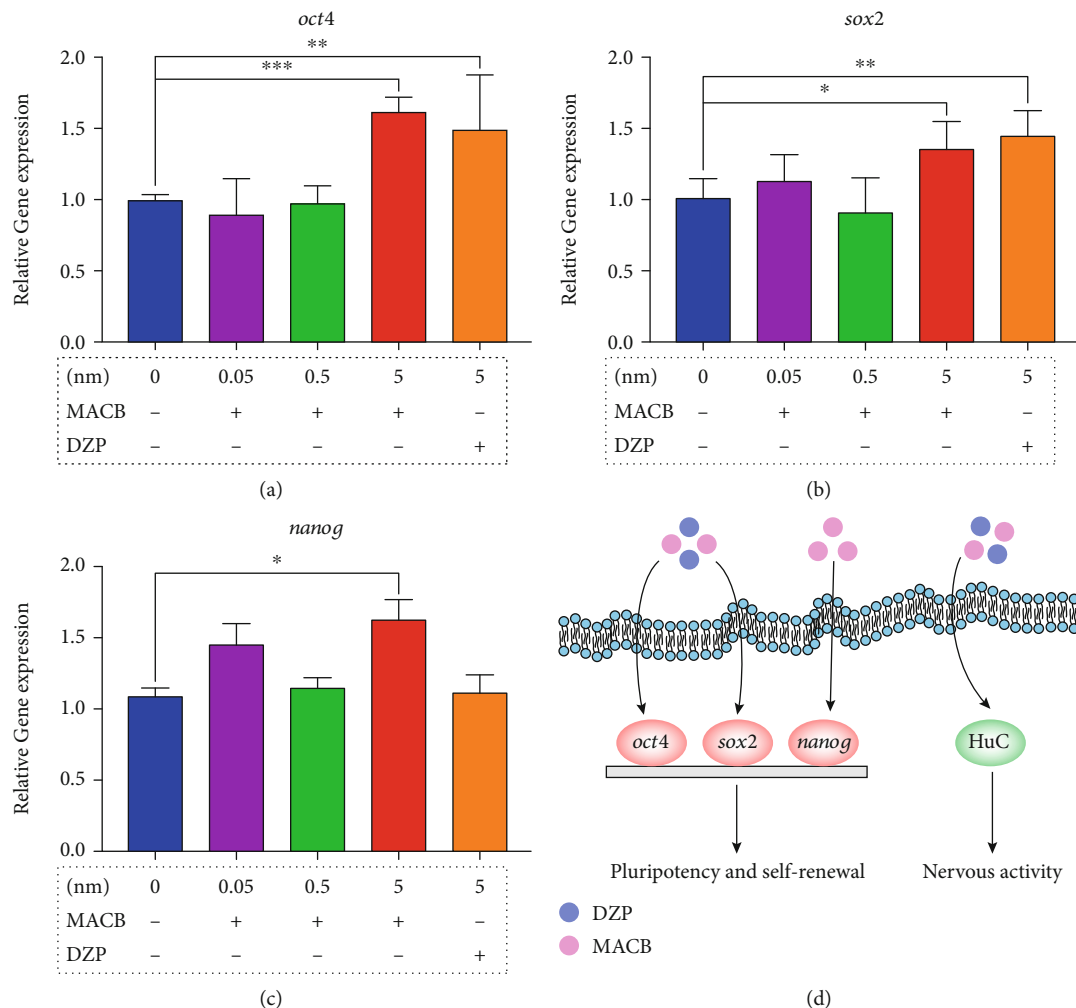 oct4
**
***
Relative Gene expression
2.0
1.5
1.0
0.5
1.0
(nm) 0 0.05 0.5 5 5
MACB – + + + –
DZP – – – – +
(a)
sox2
**
*
Relative Gene expression
2.0
1.5
1.0
0.5
0.0
(nm) 0 0.05 0.5 5 5
MACB – + + + –
DZP – – – – +
(b)
nanog
*
Relative Gene expression
2.0
1.5
1.0
0.5
0.0
(nm) 0 0.05 0.5 5 5
MACB – + + + –
DZP – – – – +
(c)
oct4 sox2 nanog HuC
Pluripotency and self-renewal Nervous activity
DZP
MACB
(d)